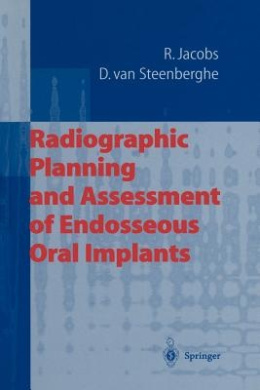 R. Jacobs
D. van Steenberghe
Radiographic
Planning
and Assessment
of Endosseous
Oral Implants
Springer